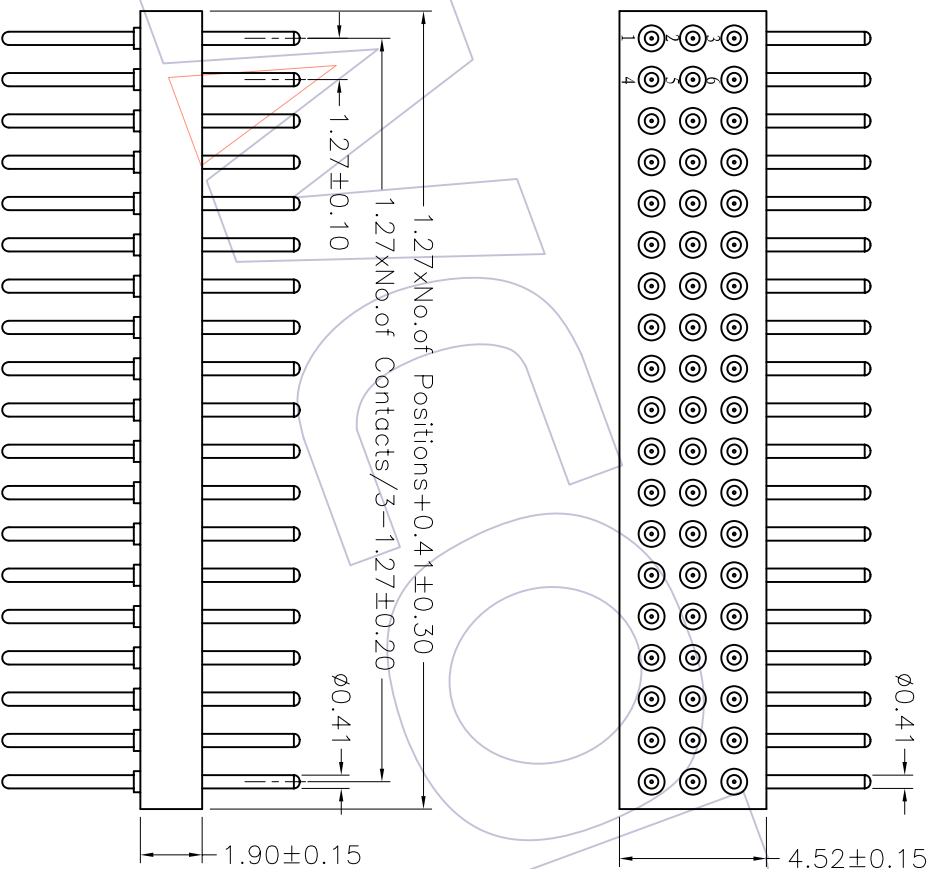 1.27±0.10
1.27xNo.of Contacts/3-1.27±0.20
1.27xNo.of Positions+0.41±0.30
ø0.41
1.90±0.15
1 2 3
4 5 6
ø0.41
4.52±0.15